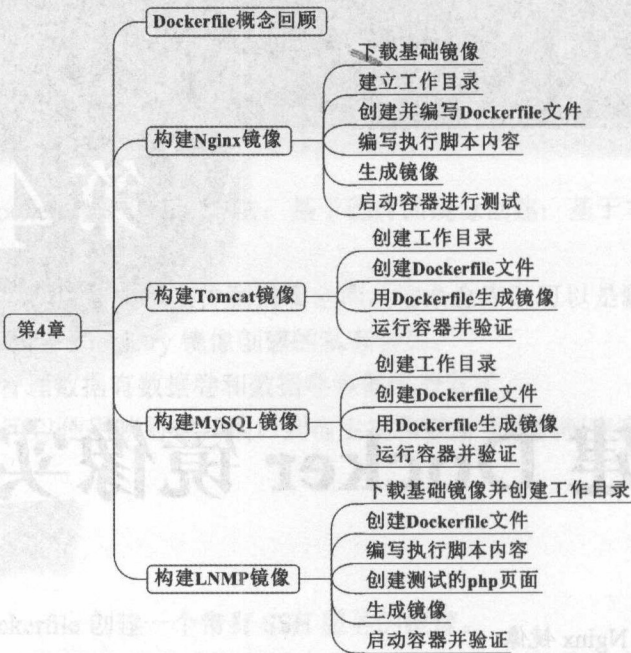 第4章
Dockerfile概念回顾
构建Nginx镜像
下载基础镜像
建立工作目录
创建并编写Dockerfile文件
编写执行脚本内容
生成镜像
启动容器进行测试
构建Tomcat镜像
创建工作目录
创建Dockerfile文件
用Dockerfile生成镜像
运行容器并验证
构建MySQL镜像
创建工作目录
创建Dockerfile文件
用Dockerfile生成镜像
运行容器并验证
构建LNMP镜像
下载基础镜像并创建工作目录
创建Dockerfile文件
编写执行脚本内容
创建测试的php页面
生成镜像
启动容器并验证